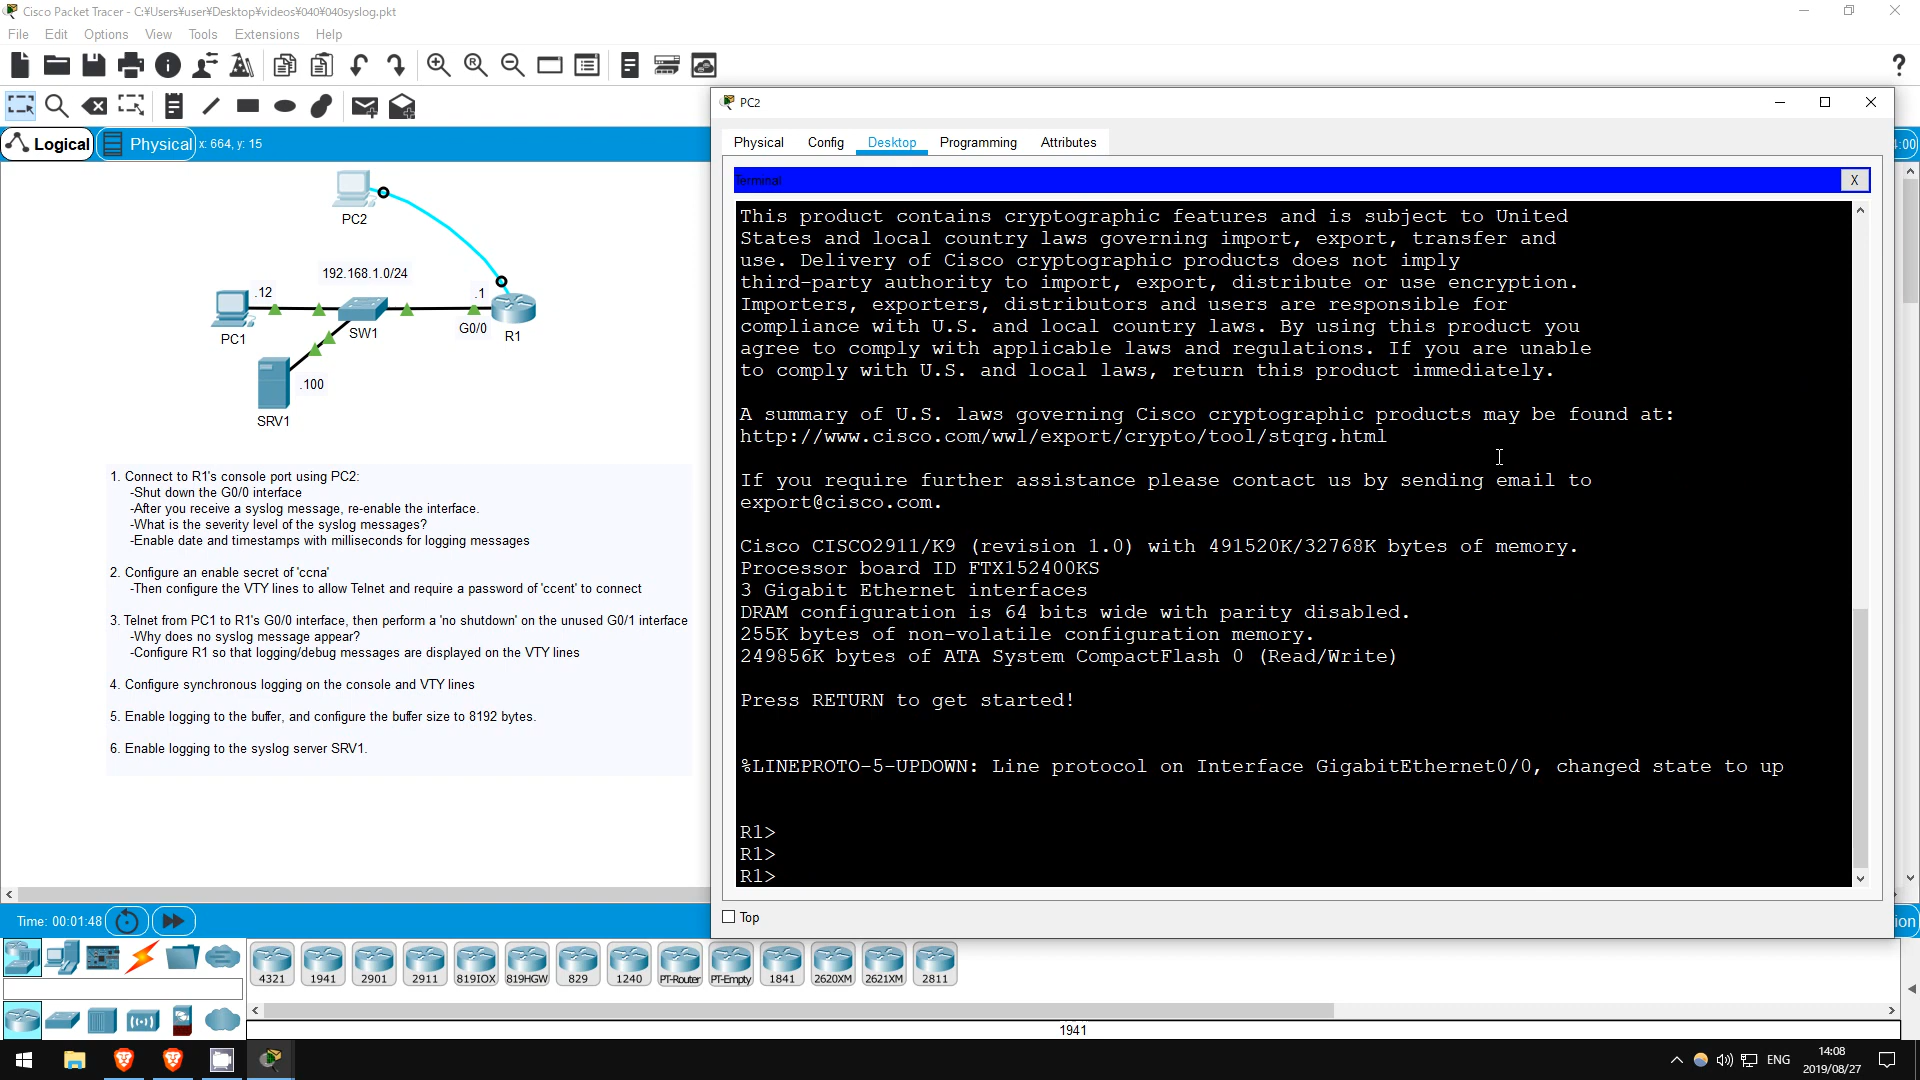 Cisco Packet Tracer - C:¥Users¥user¥Desktop¥videos¥040¥040syslog.pkt
File Edit Options View Tools Extensions Help
Logical Physical x: 664, y: 15
PC2
192.168.1.0/24
.12
.1
PC1
SW1
G0/0
R1
.100
SRV1
1. Connect to R1's console port using PC2:
-Shut down the G0/0 interface
-After you receive a syslog message, re-enable the interface.
-What is the severity level of the syslog messages?
-Enable date and timestamps with milliseconds for logging messages
2. Configure an enable secret of 'ccna'
-Then configure the VTY lines to allow Telnet and require a password of 'ccent' to connect
3. Telnet from PC1 to R1's G0/0 interface, then perform a 'no shutdown' on the unused G0/1 interface
-Why does no syslog message appear?
-Configure R1 so that logging/debug messages are displayed on the VTY lines
4. Configure synchronous logging on the console and VTY lines
5. Enable logging to the buffer, and configure the buffer size to 8192 bytes.
6. Enable logging to the syslog server SRV1.
PC2
Physical Config Desktop Programming Attributes
Terminal
X
This product contains cryptographic features and is subject to United
States and local country laws governing import, export, transfer and
use. Delivery of Cisco cryptographic products does not imply
third-party authority to import, export, distribute or use encryption.
Importers, exporters, distributors and users are responsible for
compliance with U.S. and local country laws. By using this product you
agree to comply with applicable laws and regulations. If you are unable
to comply with U.S. and local laws, return this product immediately.
A summary of U.S. laws governing Cisco cryptographic products may be found at:
http://www.cisco.com/wwl/export/crypto/tool/stqrg.html
If you require further assistance please contact us by sending email to
export@cisco.com.
Cisco CISCO2911/K9 (revision 1.0) with 491520K/32768K bytes of memory.
Processor board ID FTX152400KS
3 Gigabit Ethernet interfaces
DRAM configuration is 64 bits wide with parity disabled.
255K bytes of non-volatile configuration memory.
249856K bytes of ATA System CompactFlash 0 (Read/Write)
Press RETURN to get started!
%LINEPROTO-5-UPDOWN: Line protocol on Interface GigabitEthernet0/0, changed state to up
R1>
R1>
R1>
Top
:00
ion
Time: 00:01:48
4321 1941 2901 2911 819IOX 819HGW 829 1240 PT-Router PT-Empty 1841 2620XM 2621XM 2811
1941
ENG
14:08
2019/08/27